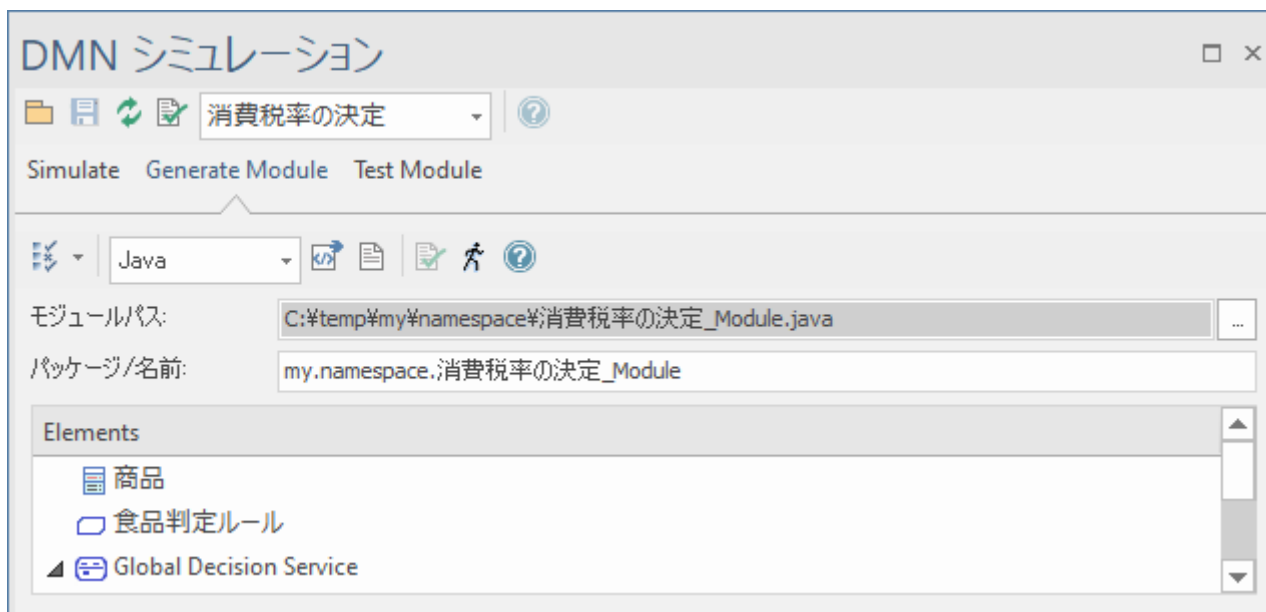 DMN シミュレーション
消費税率の決定
Simulate Generate Module Test Module
Java
モジュールパス: C:¥temp¥my¥namespace¥消費税率の決定_Module.java ...
パッケージ/名前: my.namespace.消費税率の決定_Module
Elements
商品
食品判定ルール
Global Decision Service